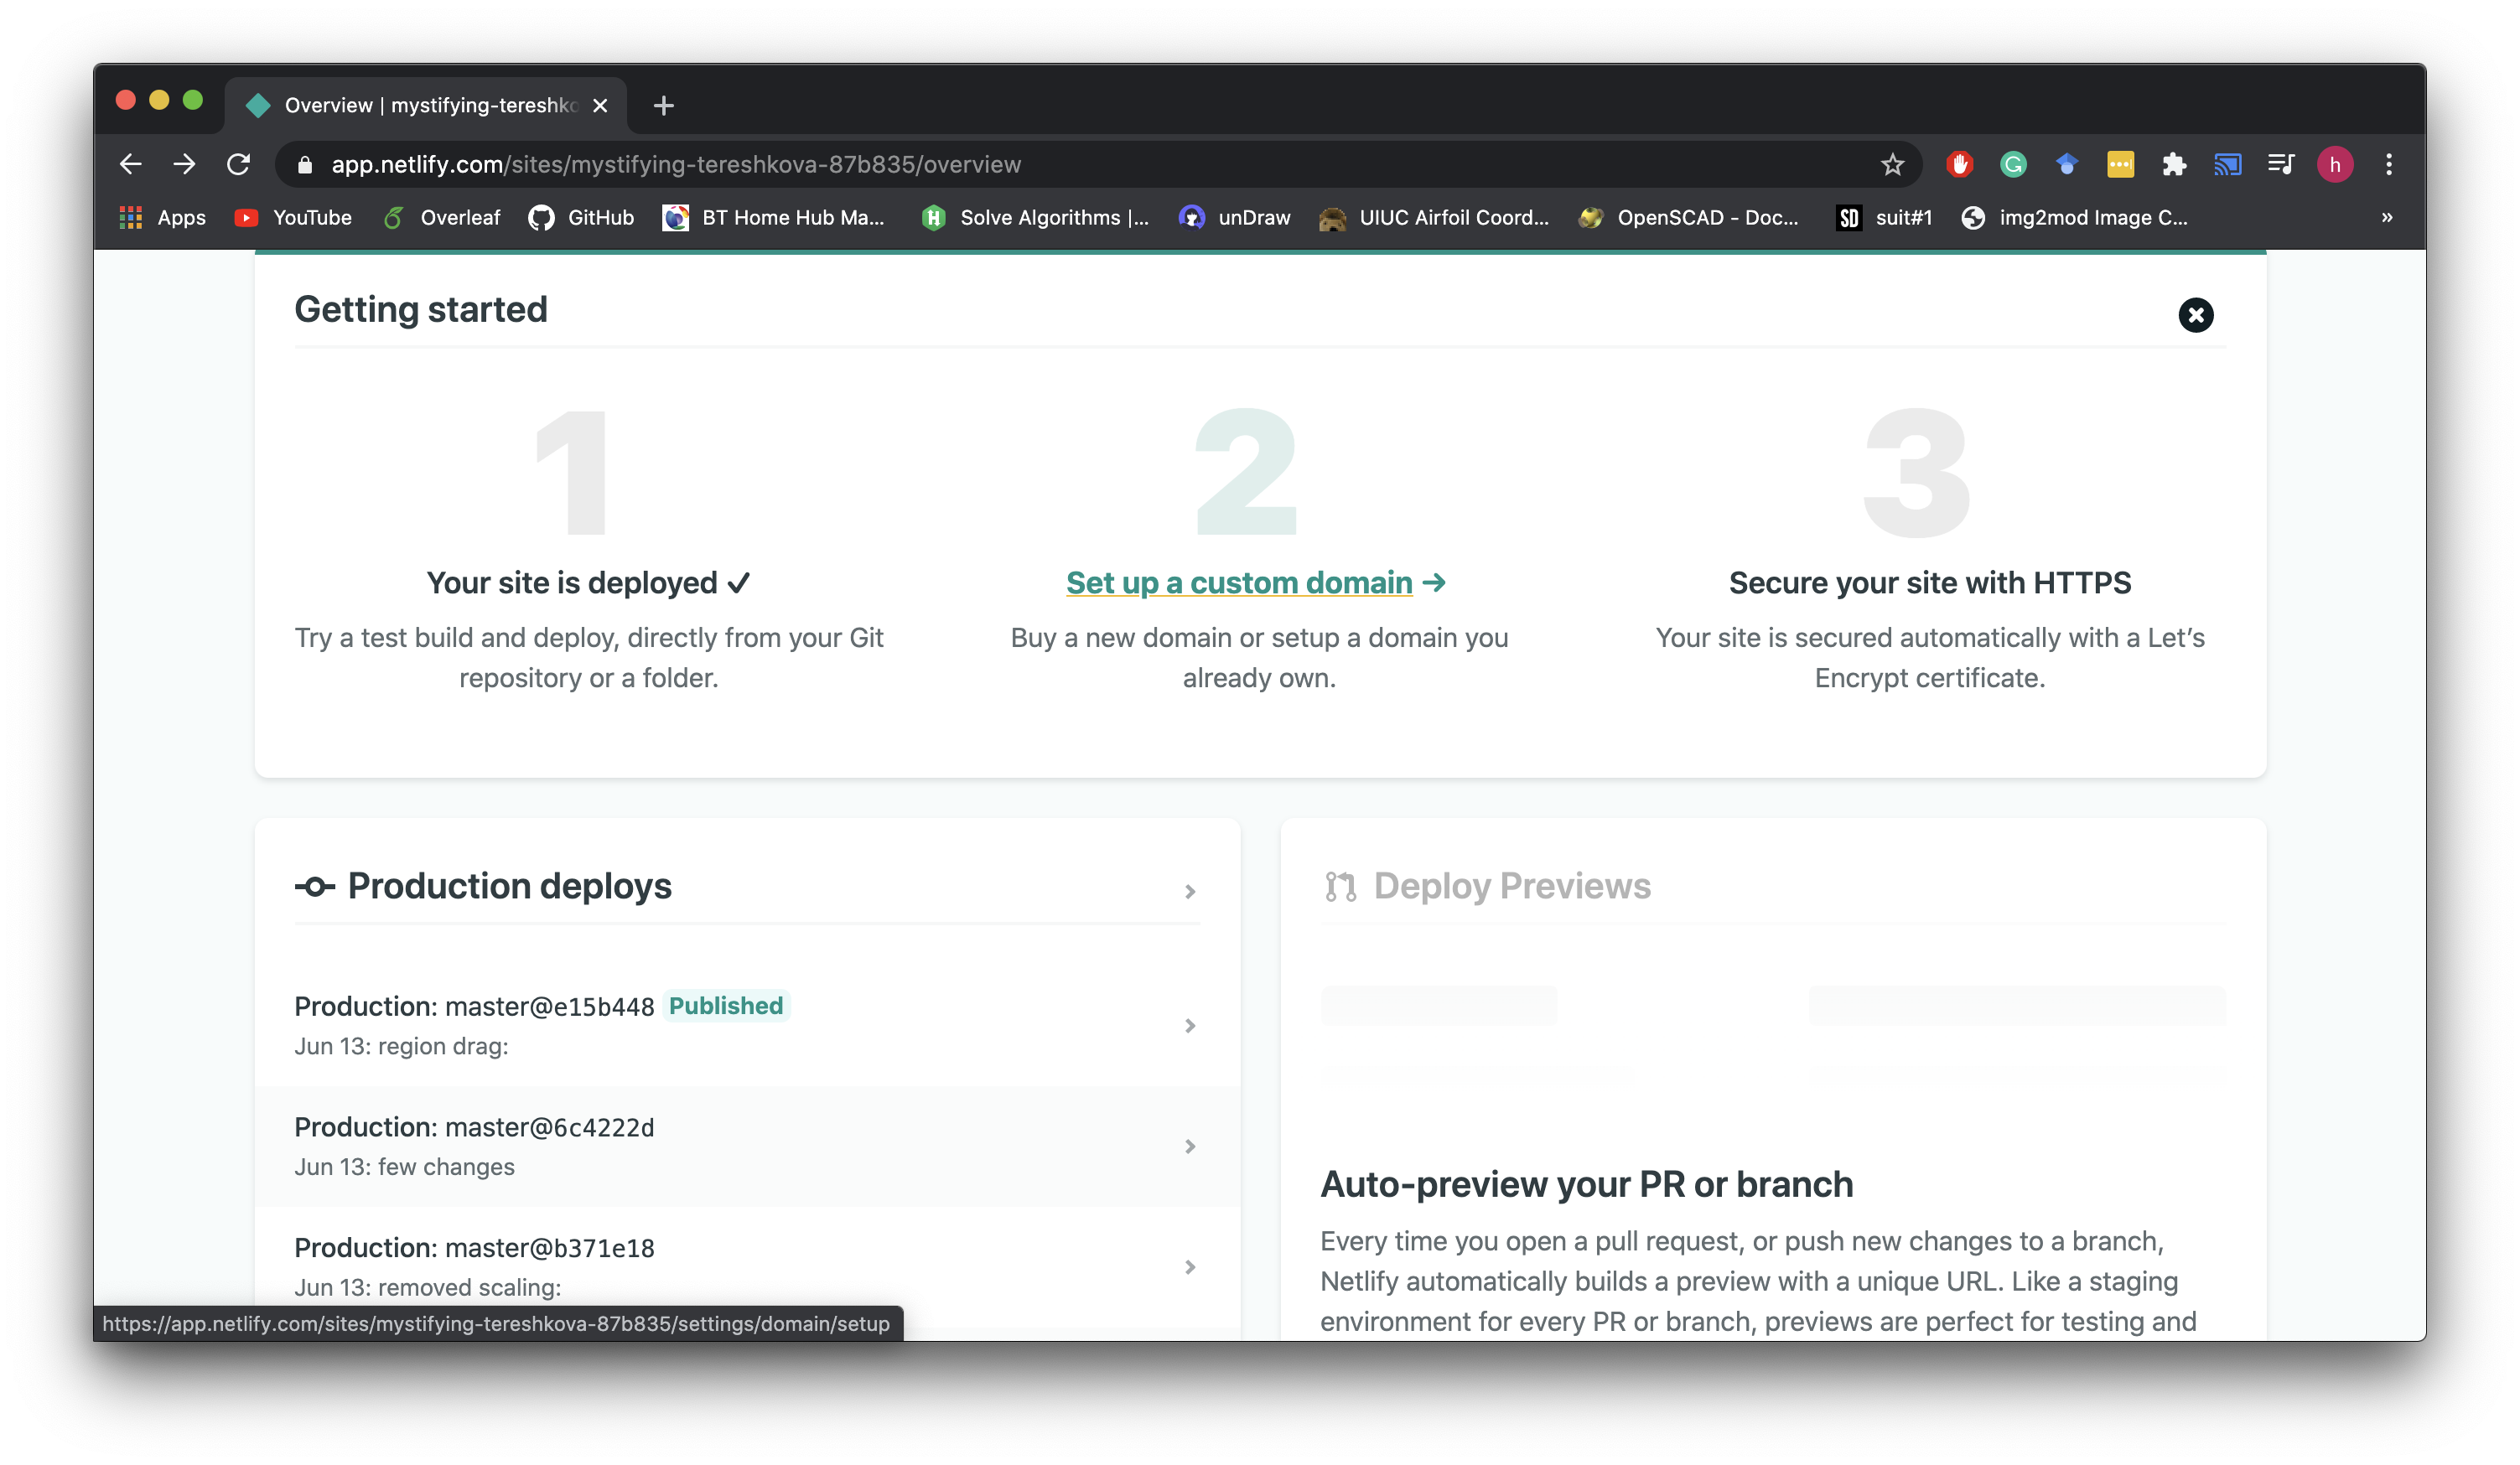 Overview | mystifying-tereshko
app.netlify.com/sites/mystifying-tereshkova-87b835/overview
h
Apps YouTube Overleaf GitHub BT Home Hub Ma... Solve Algorithms |... unDraw UIUC Airfoil Coord... OpenSCAD - Doc... SD suit#1 img2mod Image C... »
Getting started
1 2 3
Your site is deployed ✓
Try a test build and deploy, directly from your Git
repository or a folder.
Set up a custom domain →
Buy a new domain or setup a domain you
already own.
Secure your site with HTTPS
Your site is secured automatically with a Let’s
Encrypt certificate.
Production deploys
Production: master@e15b448 Published
Jun 13: region drag:
Production: master@6c4222d
Jun 13: few changes
Production: master@b371e18
Jun 13: removed scaling:
Deploy Previews
Auto-preview your PR or branch
Every time you open a pull request, or push new changes to a branch,
Netlify automatically builds a preview with a unique URL. Like a staging
environment for every PR or branch, previews are perfect for testing and
https://app.netlify.com/sites/mystifying-tereshkova-87b835/settings/domain/setup